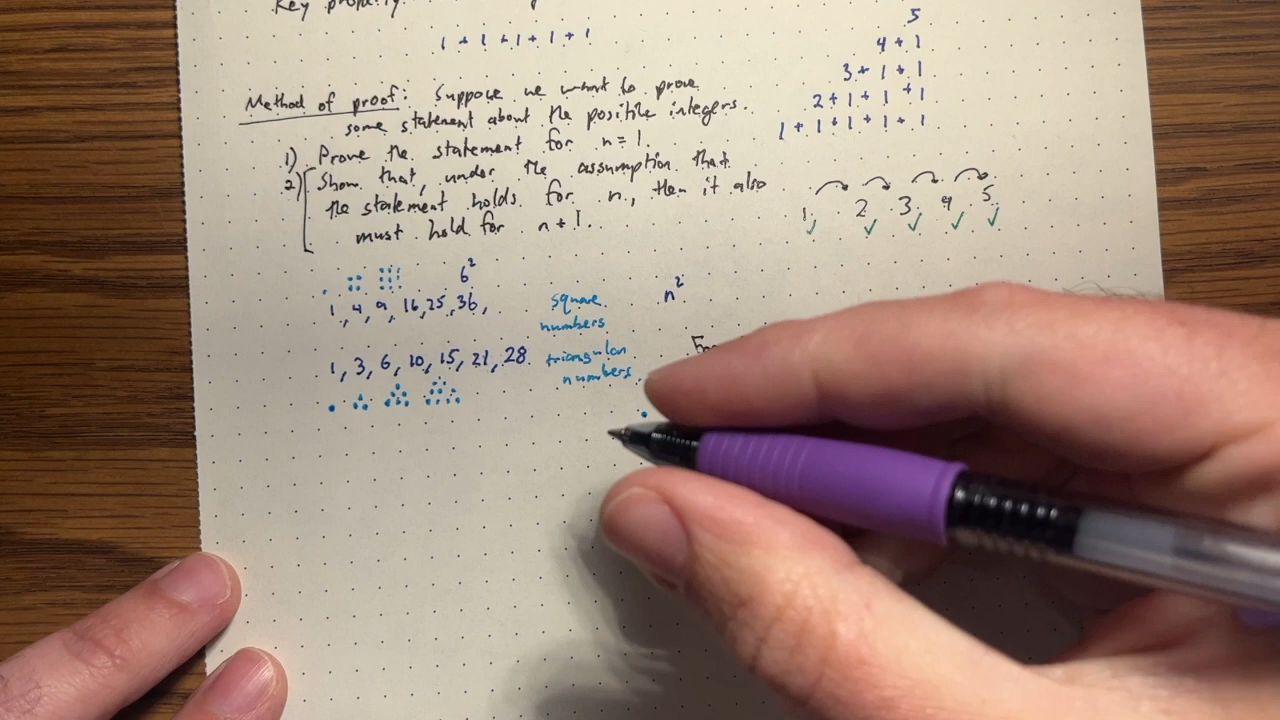 Key property:
1 + 1 + 1 + 1 + 1
5
4 + 1
3 + 1 + 1
2 + 1 + 1 + 1
1 + 1 + 1 + 1 + 1
Method of proof: Suppose we want to prove
some statement about the positive integers.
1) Prove the statement for n = 1.
2) Show that, under the assumption that
the statement holds for n, then it also
must hold for n + 1.
1 2 3 4 5
6²
1, 4, 9, 16, 25, 36,
square
numbers
n²
1, 3, 6, 10, 15, 21, 28
triangular
numbers